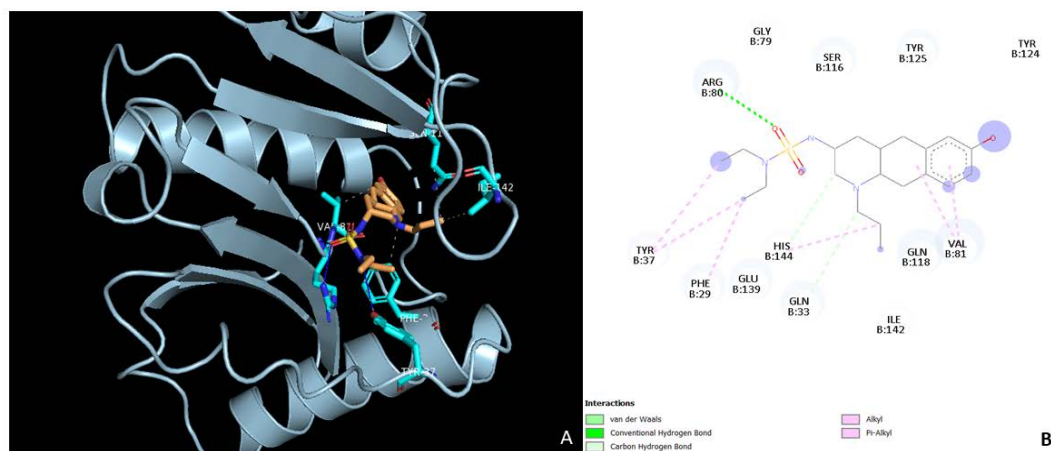 ILE-142
TYR-37
A
GLY
B:79
SER
B:116
TYR
B:125
TYR
B:124
ARG
B:80
TYR
B:37
PHE
B:29
GLU
B:139
HIS
B:144
GLN
B:33
GLN
B:118
VAL
B:81
ILE
B:142
Interactions
van der Waals
Conventional Hydrogen Bond
Carbon Hydrogen Bond
Alkyl
Pi-Alkyl
B